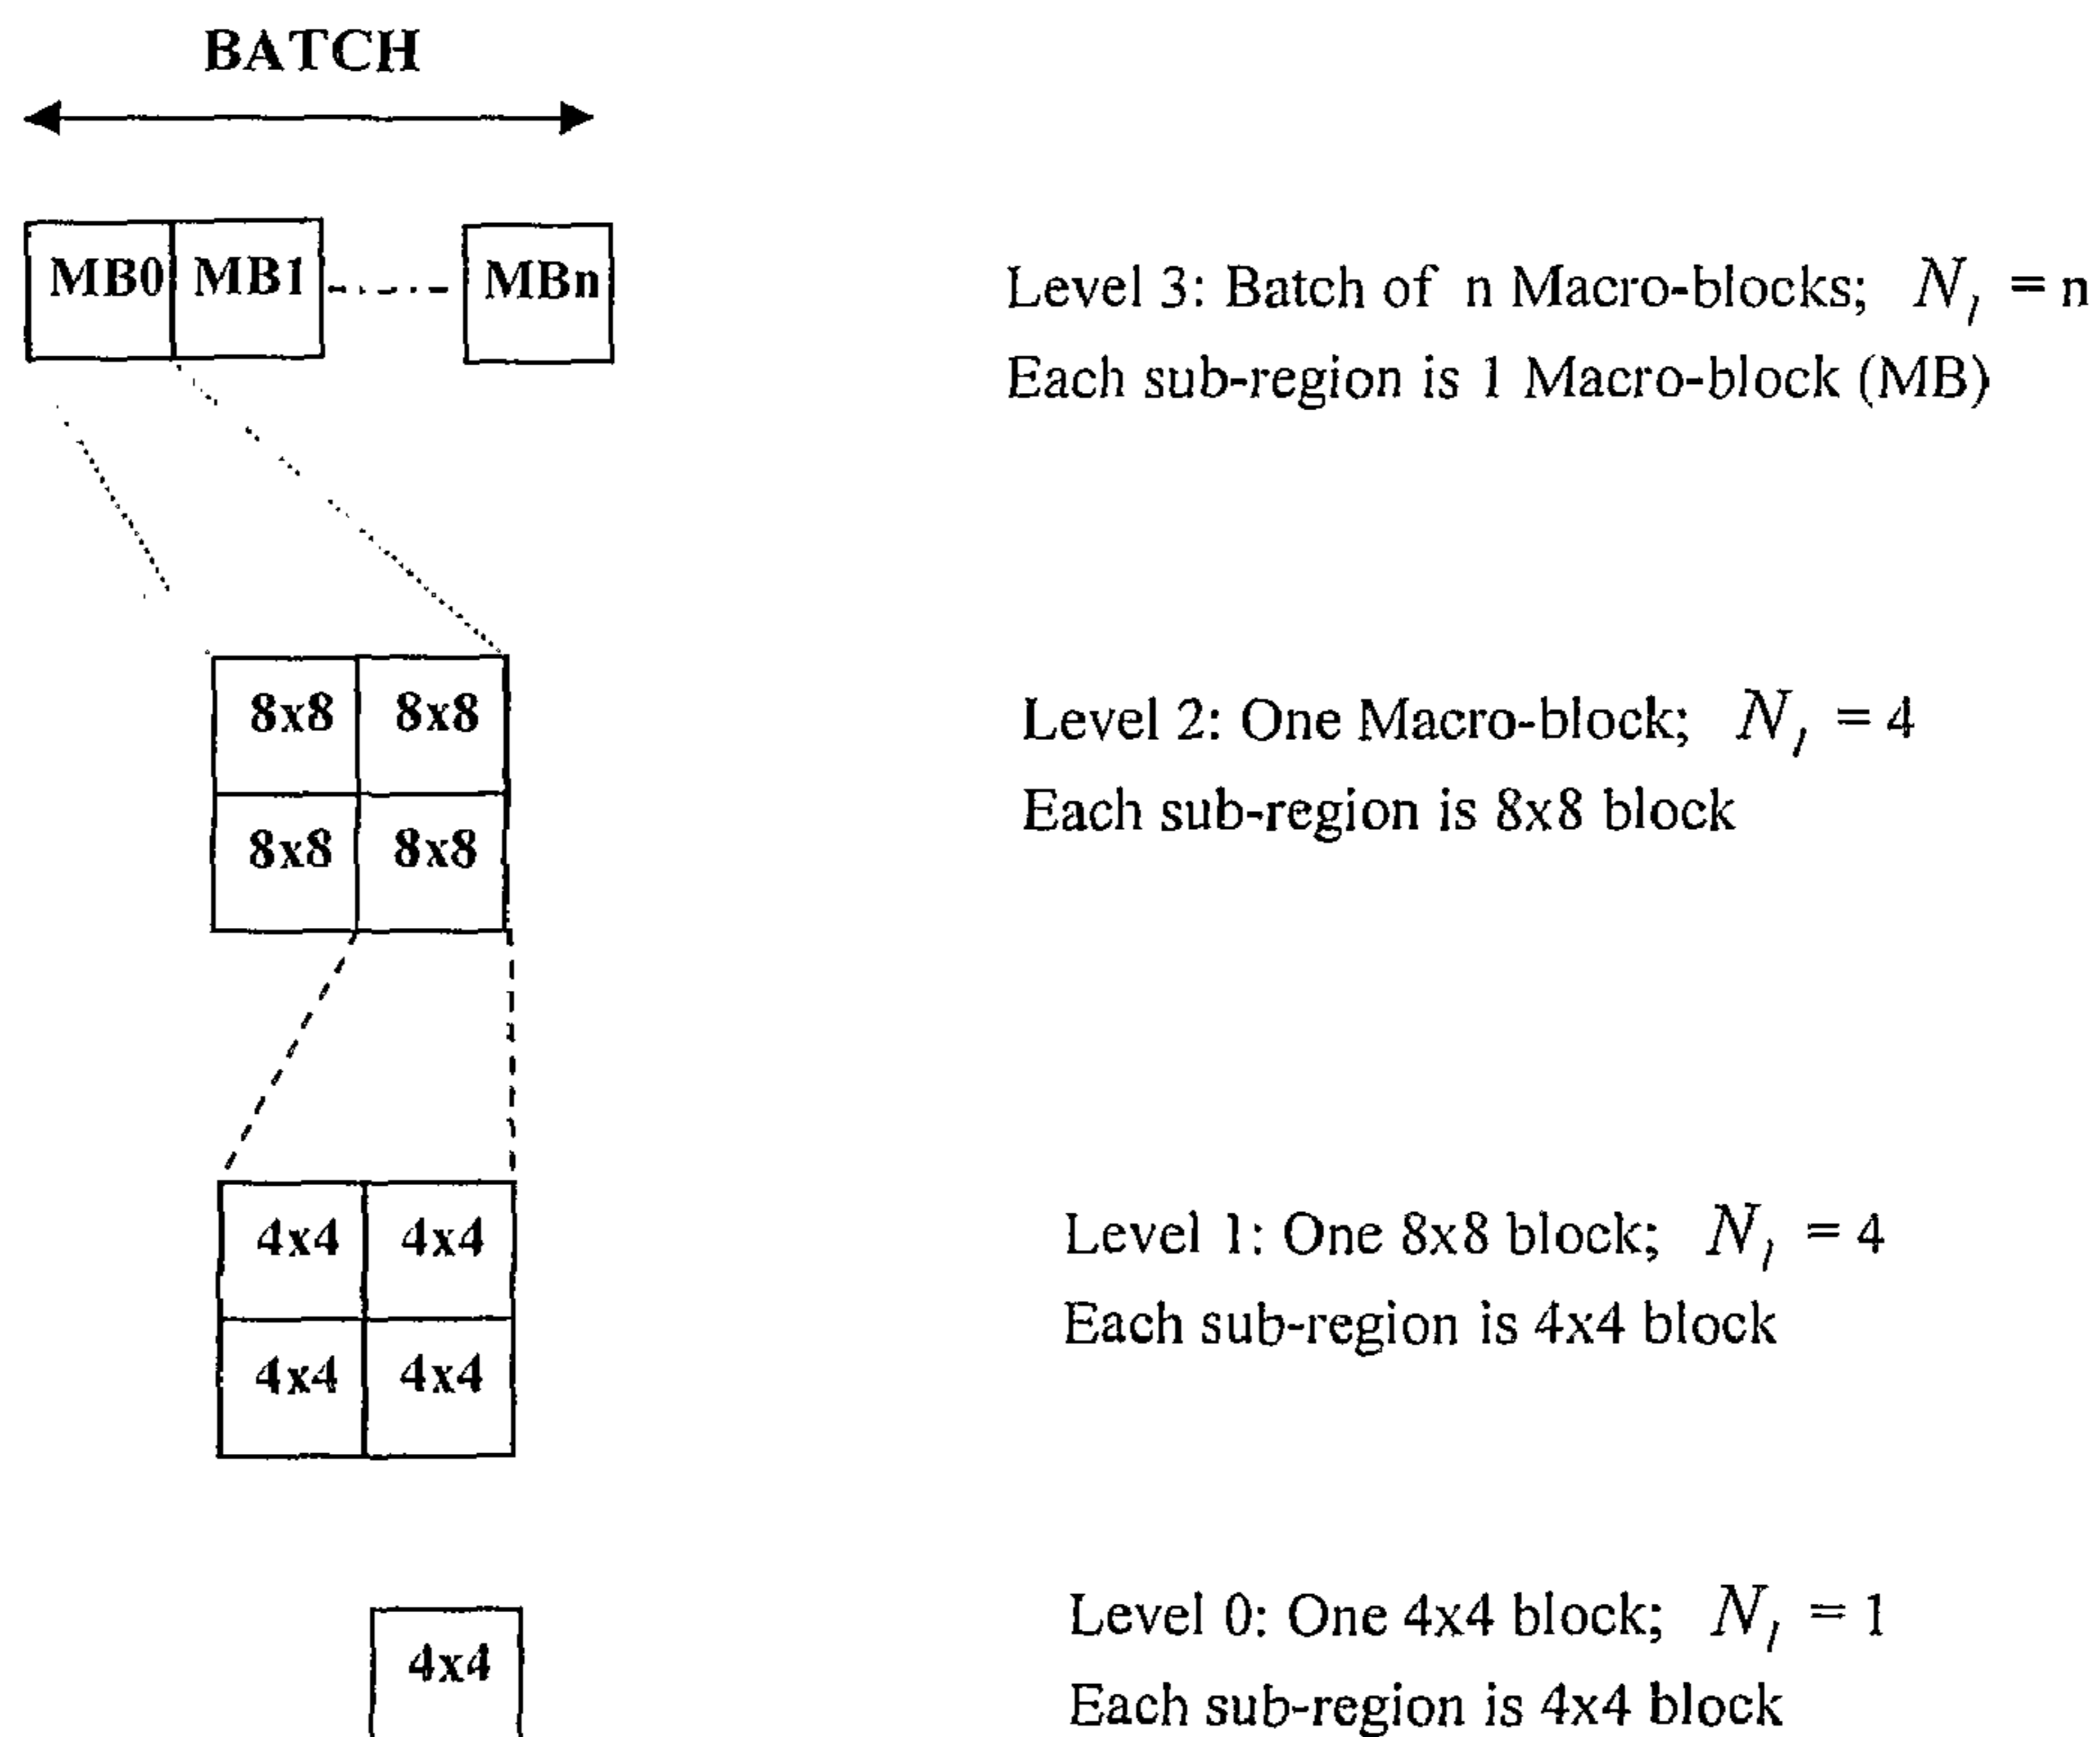 BATCH
MB0 MB1 MBn
Level 3: Batch of n Macro-blocks; N_l = n
Each sub-region is 1 Macro-block (MB)
8x8 8x8
8x8 8x8
Level 2: One Macro-block; N_l = 4
Each sub-region is 8x8 block
4x4 4x4
4x4 4x4
Level 1: One 8x8 block; N_l = 4
Each sub-region is 4x4 block
4x4
Level 0: One 4x4 block; N_l = 1
Each sub-region is 4x4 block